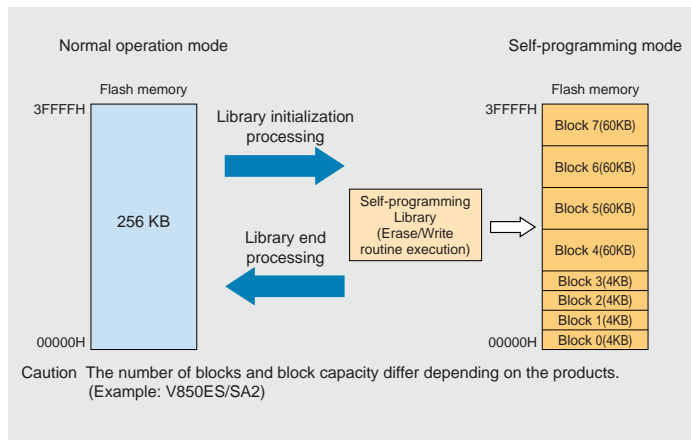 Normal operation mode
Self-programming mode
Flash memory
3FFFFH
256 KB
00000H
Library initialization
processing
Library end
processing
Self-programming
Library
(Erase/Write
routine execution)
Flash memory
3FFFFH
Block 7(60KB)
Block 6(60KB)
Block 5(60KB)
Block 4(60KB)
Block 3(4KB)
Block 2(4KB)
Block 1(4KB)
Block 0(4KB)
00000H
Caution The number of blocks and block capacity differ depending on the products.
(Example: V850ES/SA2)